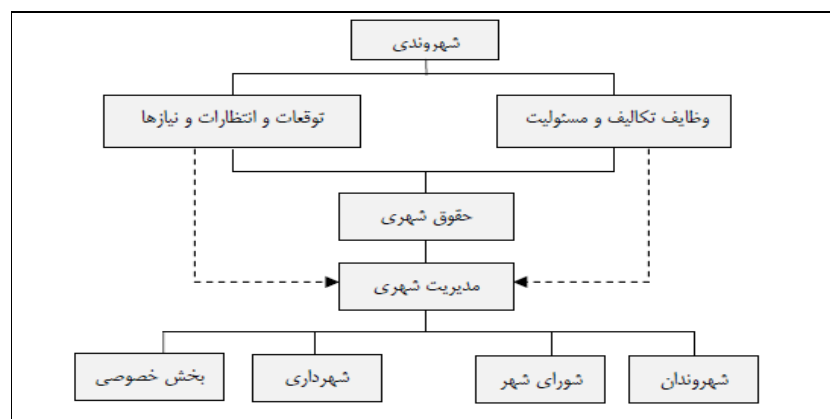 شهروندی
وظایف تکالیف و مسئولیت
توقعات و انتظارات و نیازها
حقوق شهری
مدیریت شهری
شهروندان
شورای شهر
شهرداری
بخش خصوصی